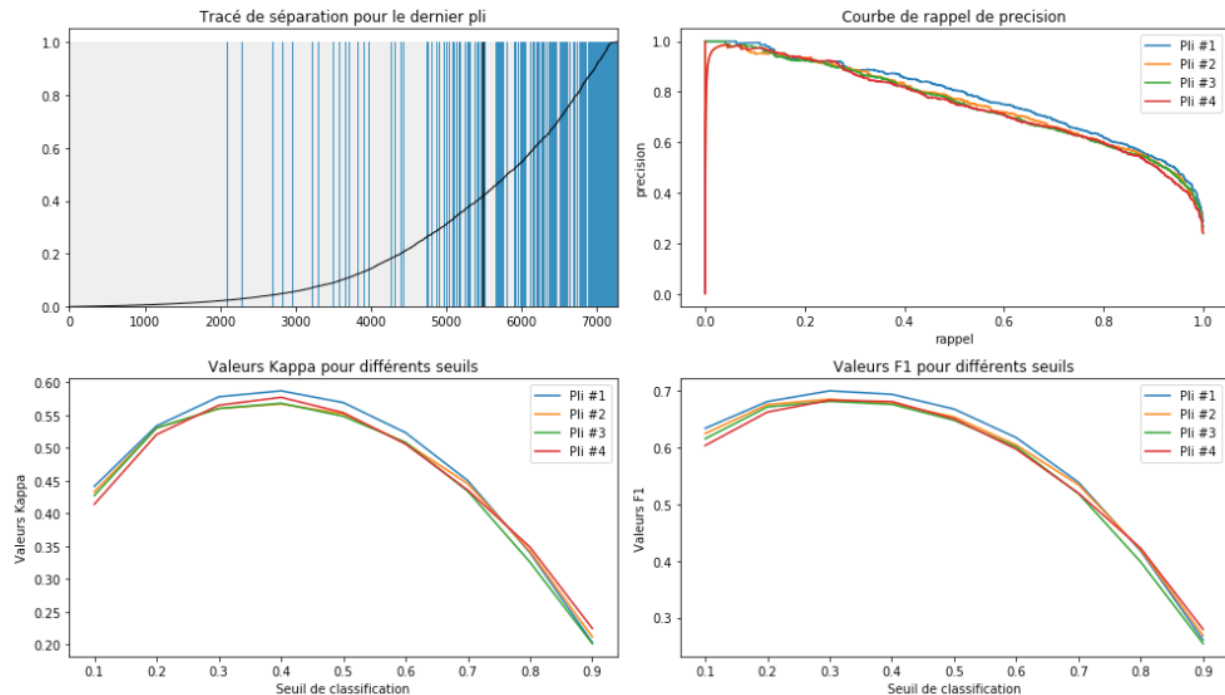 Tracé de séparation pour le dernier pli
1.0
0.8
0.6
0.4
0.2
0.0
0 1000 2000 3000 4000 5000 6000 7000
Courbe de rappel de precision
precision
1.0
0.8
0.6
0.4
0.2
0.0
Pli #1
Pli #2
Pli #3
Pli #4
0.0 0.2 0.4 0.6 0.8 1.0
rappel
Valeurs Kappa pour différents seuils
Valeurs Kappa
0.60
0.55
0.50
0.45
0.40
0.35
0.30
0.25
0.20
Pli #1
Pli #2
Pli #3
Pli #4
0.1 0.2 0.3 0.4 0.5 0.6 0.7 0.8 0.9
Seuil de classification
Valeurs F1 pour différents seuils
Valeurs F1
0.7
0.6
0.5
0.4
0.3
Pli #1
Pli #2
Pli #3
Pli #4
0.1 0.2 0.3 0.4 0.5 0.6 0.7 0.8 0.9
Seuil de classification